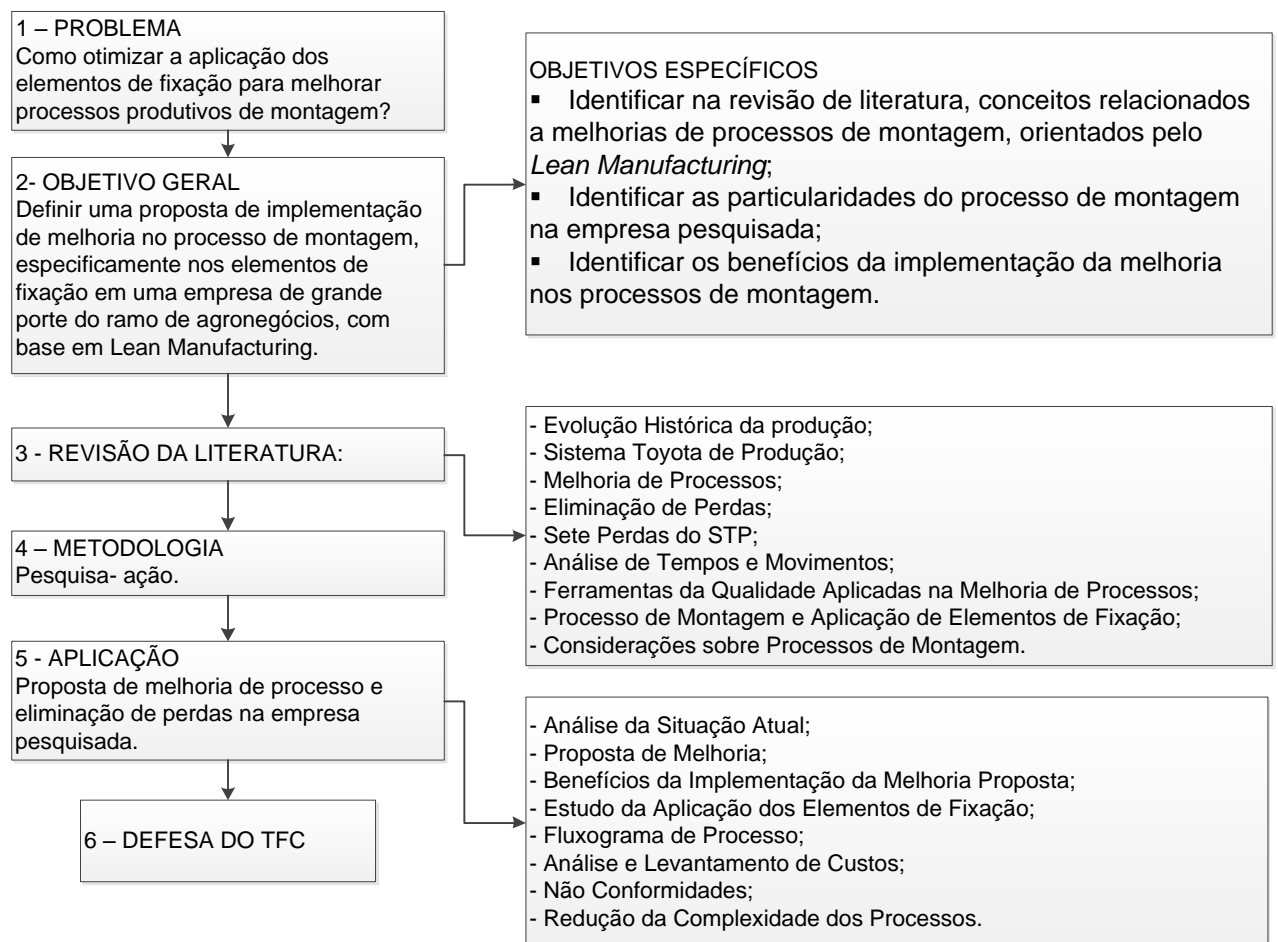 1 – PROBLEMA
Como otimizar a aplicação dos
elementos de fixação para melhorar
processos produtivos de montagem?
2- OBJETIVO GERAL
Definir uma proposta de implementação
de melhoria no processo de montagem,
especificamente nos elementos de
fixação em uma empresa de grande
porte do ramo de agronegócios, com
base em Lean Manufacturing.
OBJETIVOS ESPECÍFICOS
▪ Identificar na revisão de literatura, conceitos relacionados
a melhorias de processos de montagem, orientados pelo
Lean Manufacturing;
▪ Identificar as particularidades do processo de montagem
na empresa pesquisada;
▪ Identificar os benefícios da implementação da melhoria
nos processos de montagem.
3 - REVISÃO DA LITERATURA:
- Evolução Histórica da produção;
- Sistema Toyota de Produção;
- Melhoria de Processos;
- Eliminação de Perdas;
- Sete Perdas do STP;
- Análise de Tempos e Movimentos;
- Ferramentas da Qualidade Aplicadas na Melhoria de Processos;
- Processo de Montagem e Aplicação de Elementos de Fixação;
- Considerações sobre Processos de Montagem.
4 – METODOLOGIA
Pesquisa- ação.
5 - APLICAÇÃO
Proposta de melhoria de processo e
eliminação de perdas na empresa
pesquisada.
- Análise da Situação Atual;
- Proposta de Melhoria;
- Benefícios da Implementação da Melhoria Proposta;
- Estudo da Aplicação dos Elementos de Fixação;
- Fluxograma de Processo;
- Análise e Levantamento de Custos;
- Não Conformidades;
- Redução da Complexidade dos Processos.
6 – DEFESA DO TFC